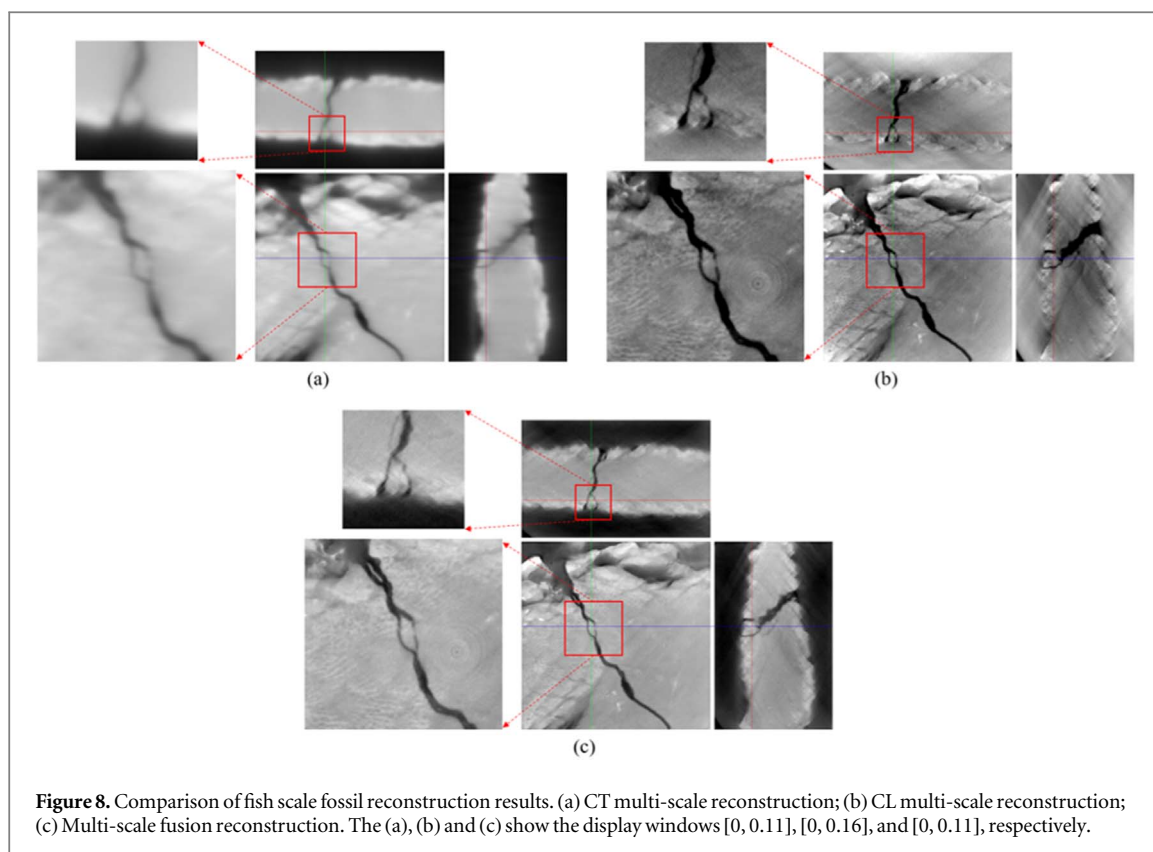 (a)
(b)
(c)
Figure 8. Comparison of fish scale fossil reconstruction results. (a) CT multi-scale reconstruction; (b) CL multi-scale reconstruction;
(c) Multi-scale fusion reconstruction. The (a), (b) and (c) show the display windows [0, 0.11], [0, 0.16], and [0, 0.11], respectively.